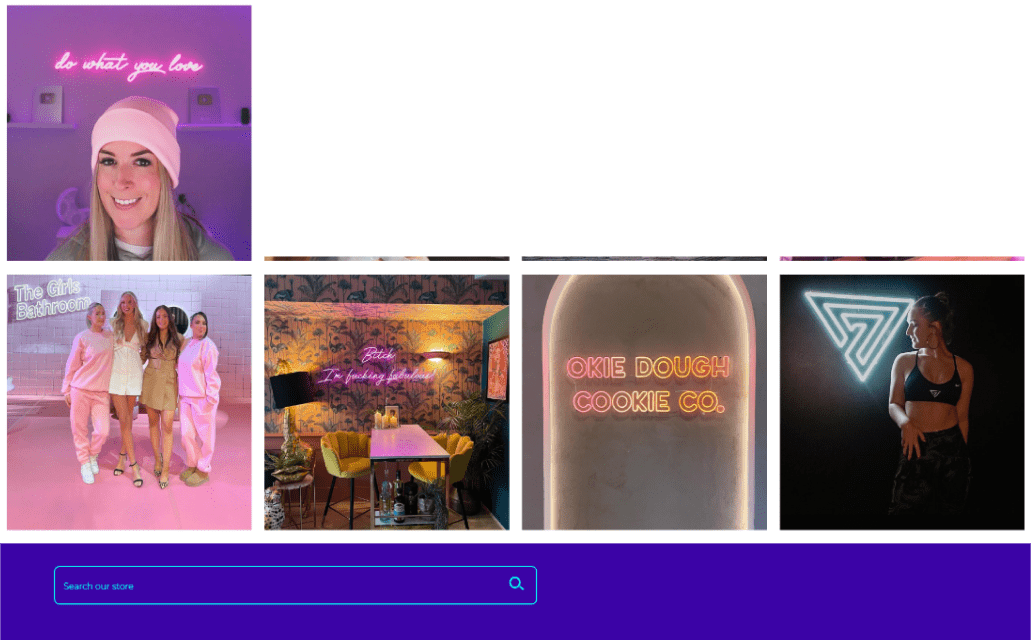 do what you love
The Girls
Bathroom
Bitch
I'm fucking fabulous!
OKIE DOUGH
COOKIE CO.
Search our store